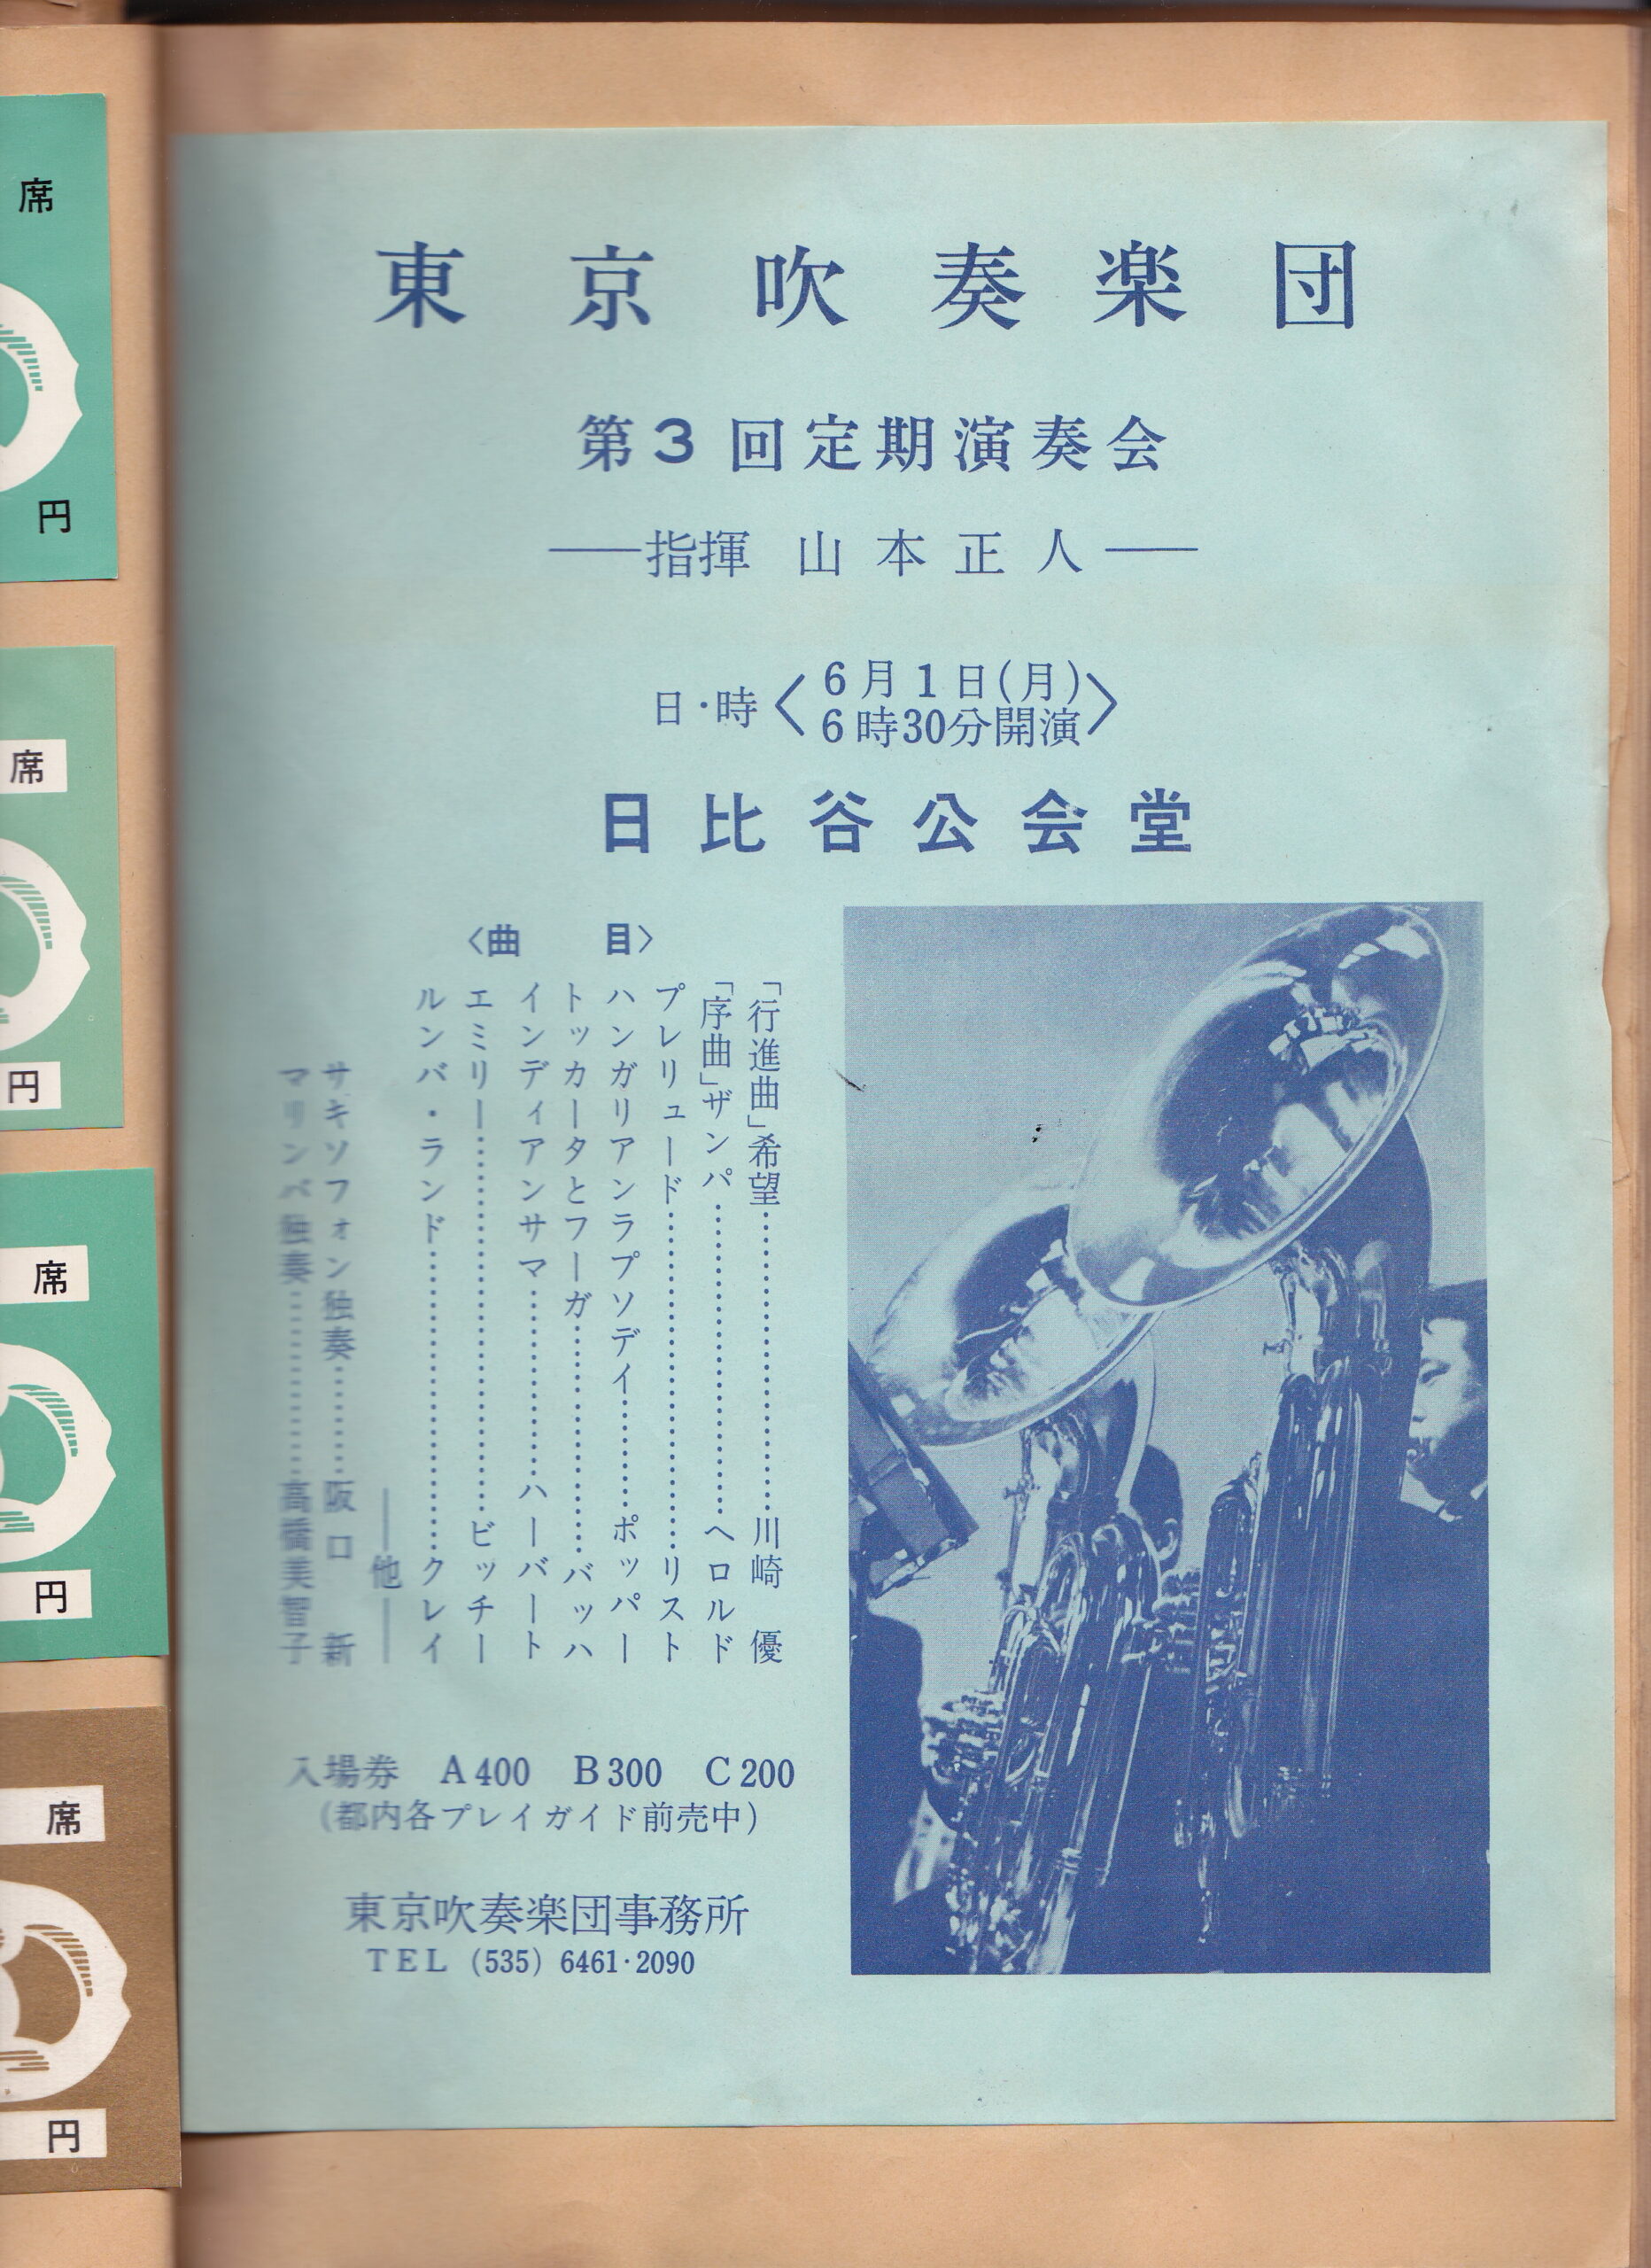 東京吹奏楽団
第3回定期演奏会
──指揮 山本正人──
日・時〈6月1日(月)
6時30分開演〉
日比谷公会堂
〈曲 目〉
「行進曲」希望……………………川崎 優
「序曲」ザンパ……………………ヘロルド
プレリュード……………………リスト
ハンガリアンラプソディ…………ポッパー
トッカータとフーガ………………バッハ
インディアンサマー………………ハーバート
エミリー……………………………ビッチー
ルンバ・ランド……………………クレイ
──他──
サキソフォン独奏…………阪口 新
マリンバ独奏………………高橋美智子
入場券 A400 B300 C200
(都内各プレイガイド前売中)
東京吹奏楽団事務所
TEL (535) 6461・2090
席
円
席
円
席
円
席
円